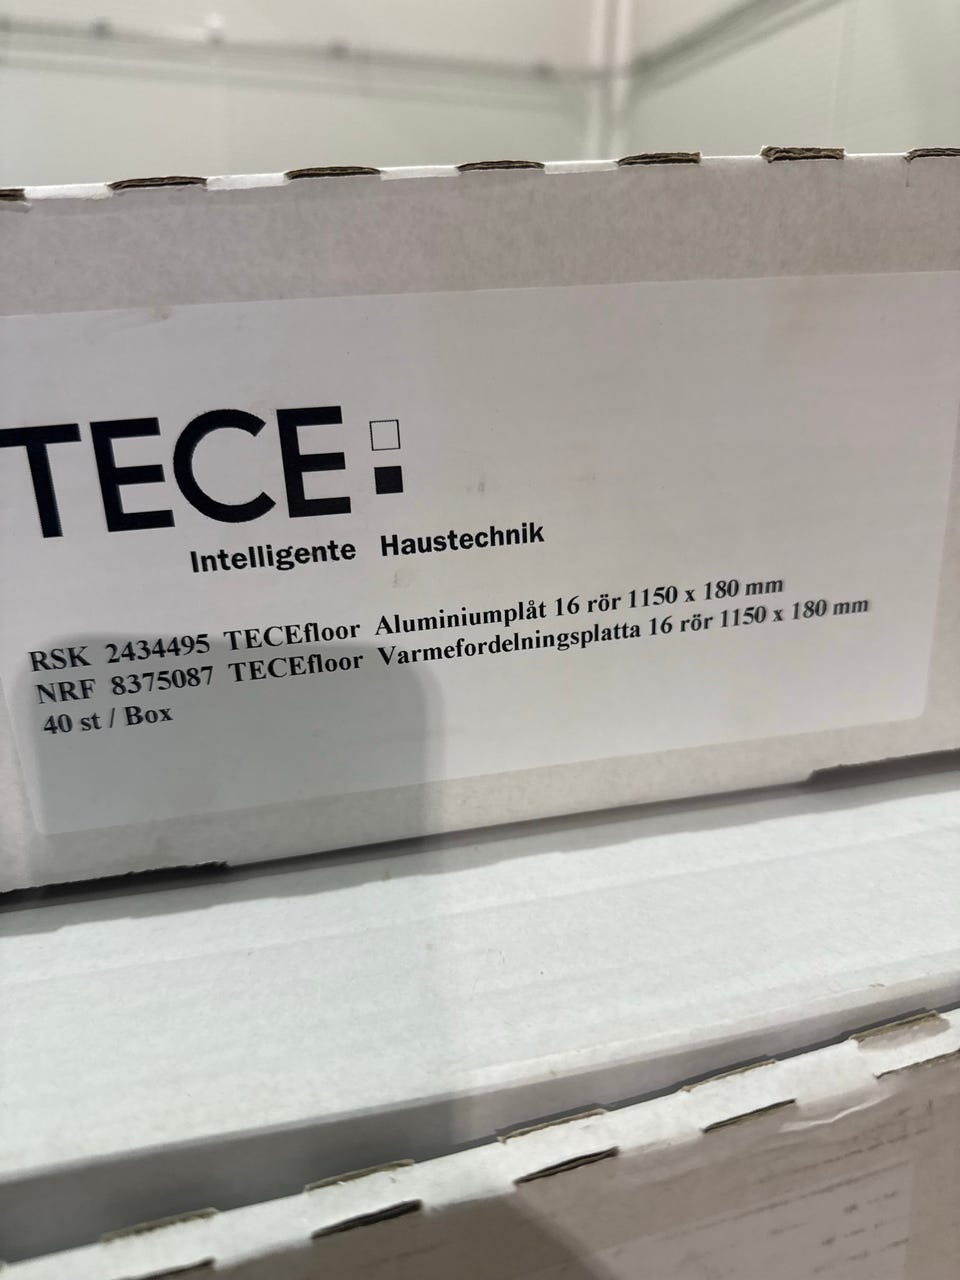 TECE
Intelligente Haustechnik
RSK 2434495 TECEfloor Aluminiumplåt 16 rör 1150 x 180 mm
NRF 8375087 TECEfloor Varmefordelningsplatta 16 rör 1150 x 180 mm
40 st / Box